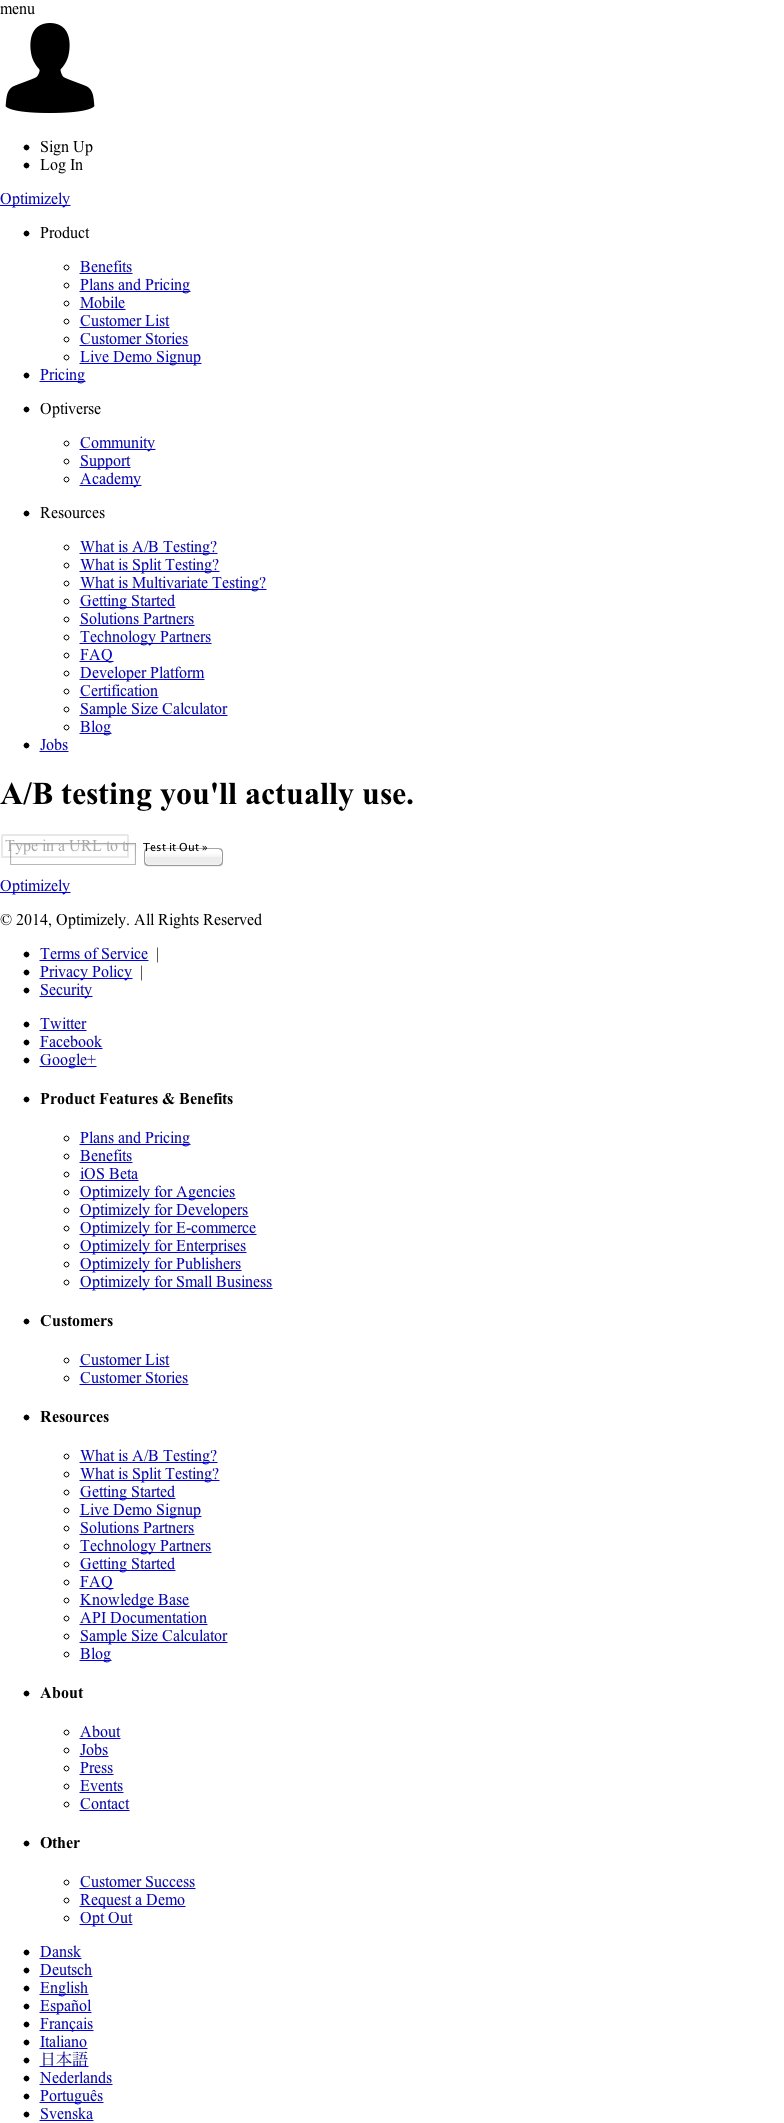 menu
Sign Up
Log In
Optimizely
Product
Benefits
Plans and Pricing
Mobile
Customer List
Customer Stories
Live Demo Signup
Pricing
Optiverse
Community
Support
Academy
Resources
What is A/B Testing?
What is Split Testing?
What is Multivariate Testing?
Getting Started
Solutions Partners
Technology Partners
FAQ
Developer Platform
Certification
Sample Size Calculator
Blog
Jobs
A/B testing you'll actually use.
Type in a URL to Test it Out »
Optimizely
© 2014, Optimizely. All Rights Reserved
Terms of Service |
Privacy Policy |
Security
Twitter
Facebook
Google+
Product Features & Benefits
Plans and Pricing
Benefits
iOS Beta
Optimizely for Agencies
Optimizely for Developers
Optimizely for E-commerce
Optimizely for Enterprises
Optimizely for Publishers
Optimizely for Small Business
Customers
Customer List
Customer Stories
Resources
What is A/B Testing?
What is Split Testing?
Getting Started
Live Demo Signup
Solutions Partners
Technology Partners
Getting Started
FAQ
Knowledge Base
API Documentation
Sample Size Calculator
Blog
About
About
Jobs
Press
Events
Contact
Other
Customer Success
Request a Demo
Opt Out
Dansk
Deutsch
English
Español
Français
Italiano
日本語
Nederlands
Português
Svenska